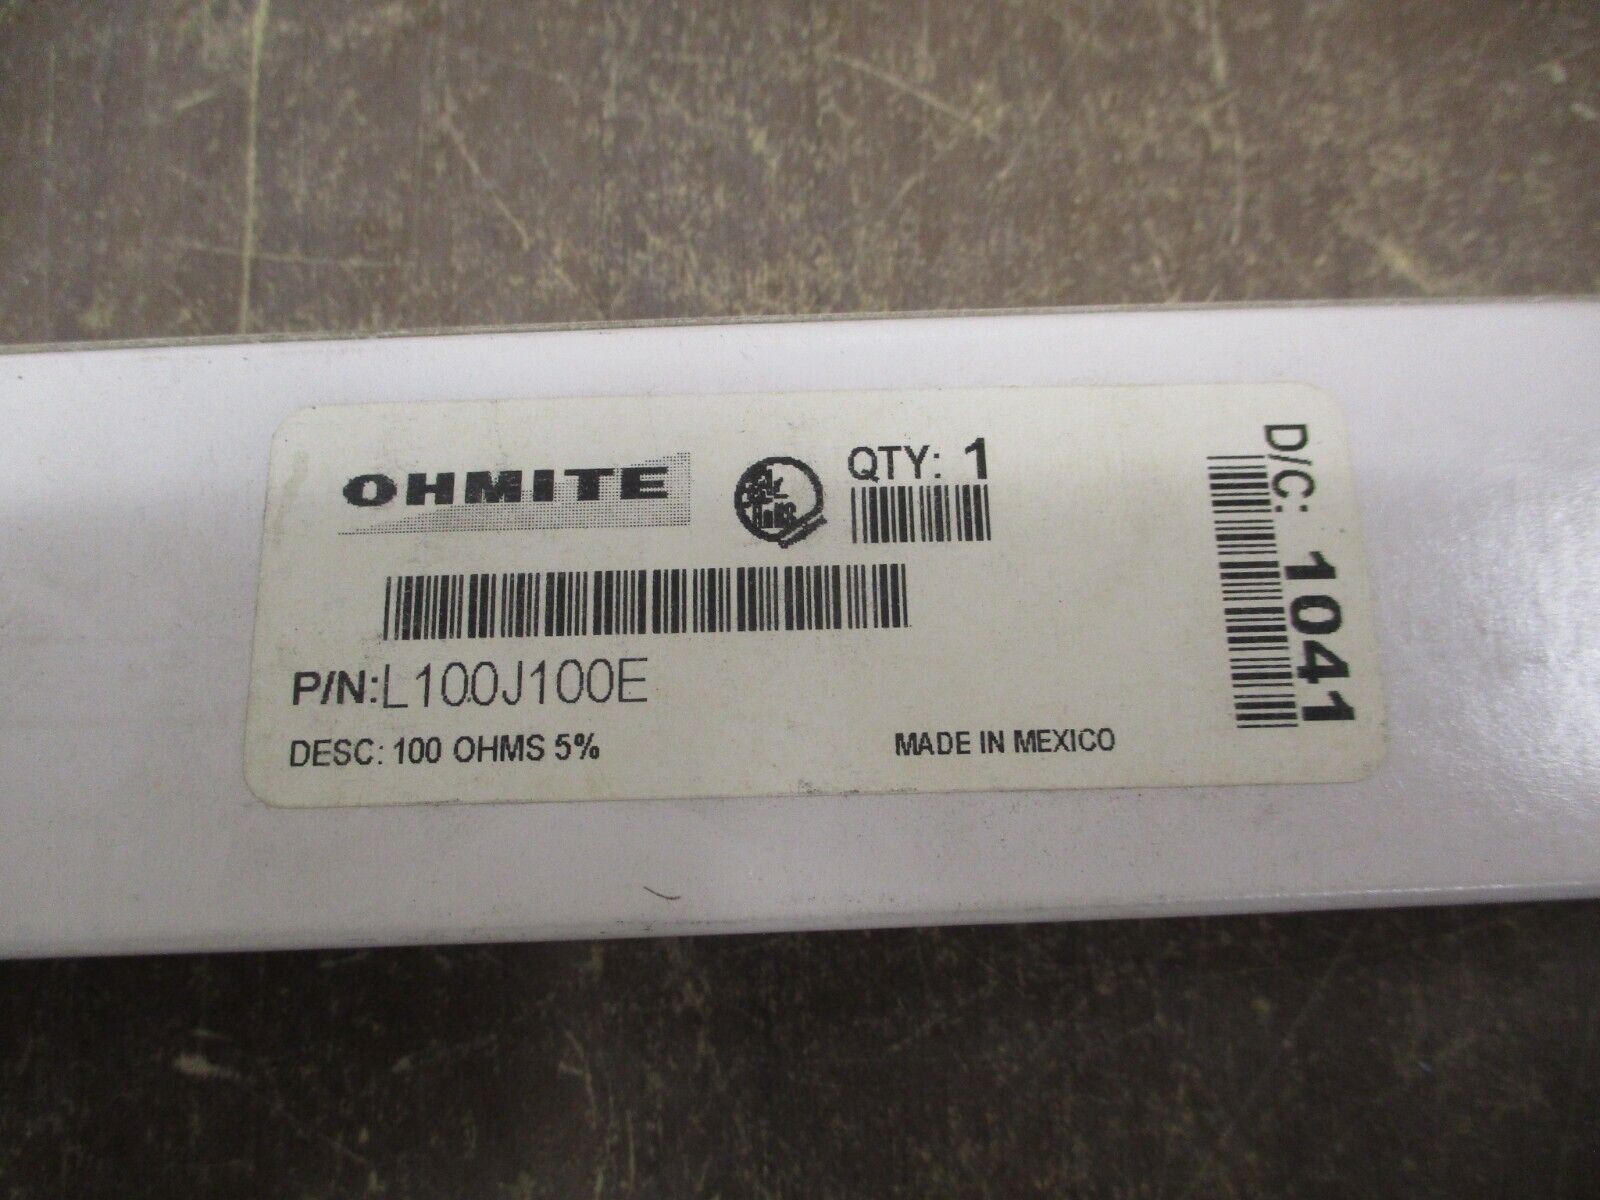 OHMITE
QTY: 1
P/N:L100J100E
DESC: 100 OHMS 5%
MADE IN MEXICO
D/C: 1041